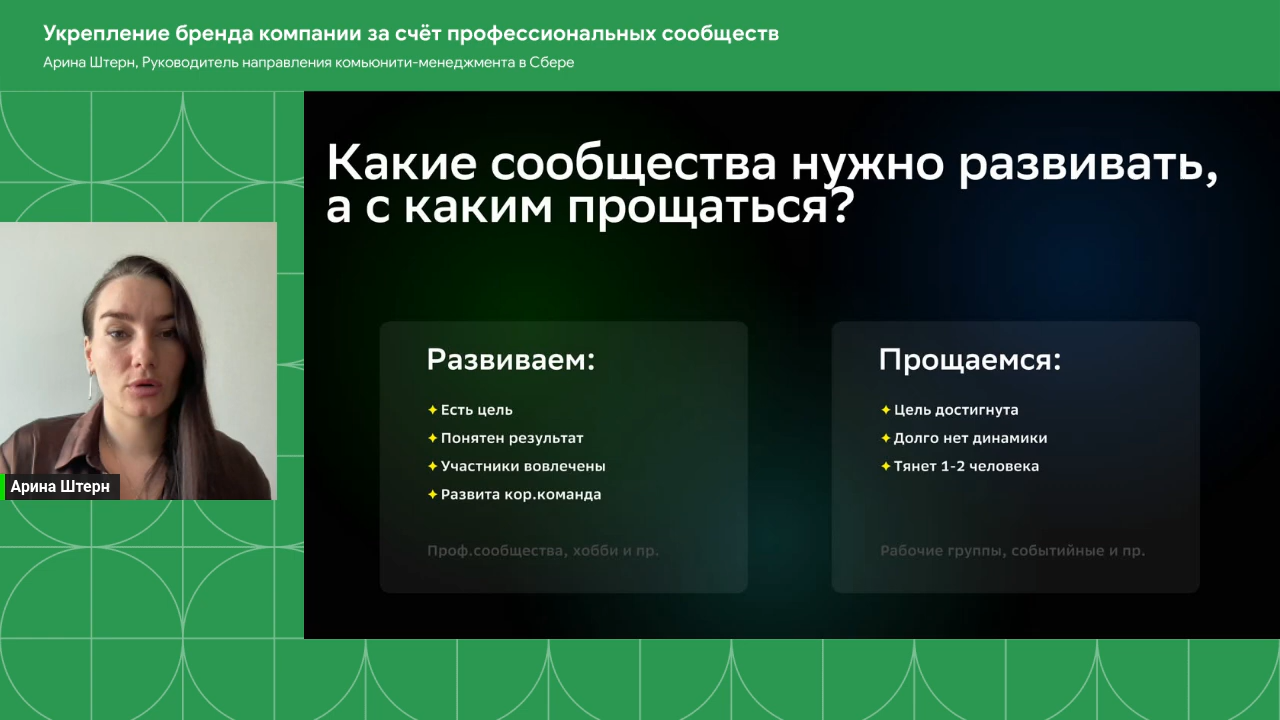 Укрепление бренда компании за счёт профессиональных сообществ
Арина Штерн, Руководитель направления комьюнити-менеджмента в Сбере
Какие сообщества нужно развивать,
а с каким прощаться?
Развиваем:
✦ Есть цель
✦ Понятен результат
✦ Участники вовлечены
✦ Развита кор.команда
Проф.сообщества, хобби и пр.
Прощаемся:
✦ Цель достигнута
✦ Долго нет динамики
✦ Тянет 1-2 человека
Рабочие группы, событийные и пр.
Арина Штерн